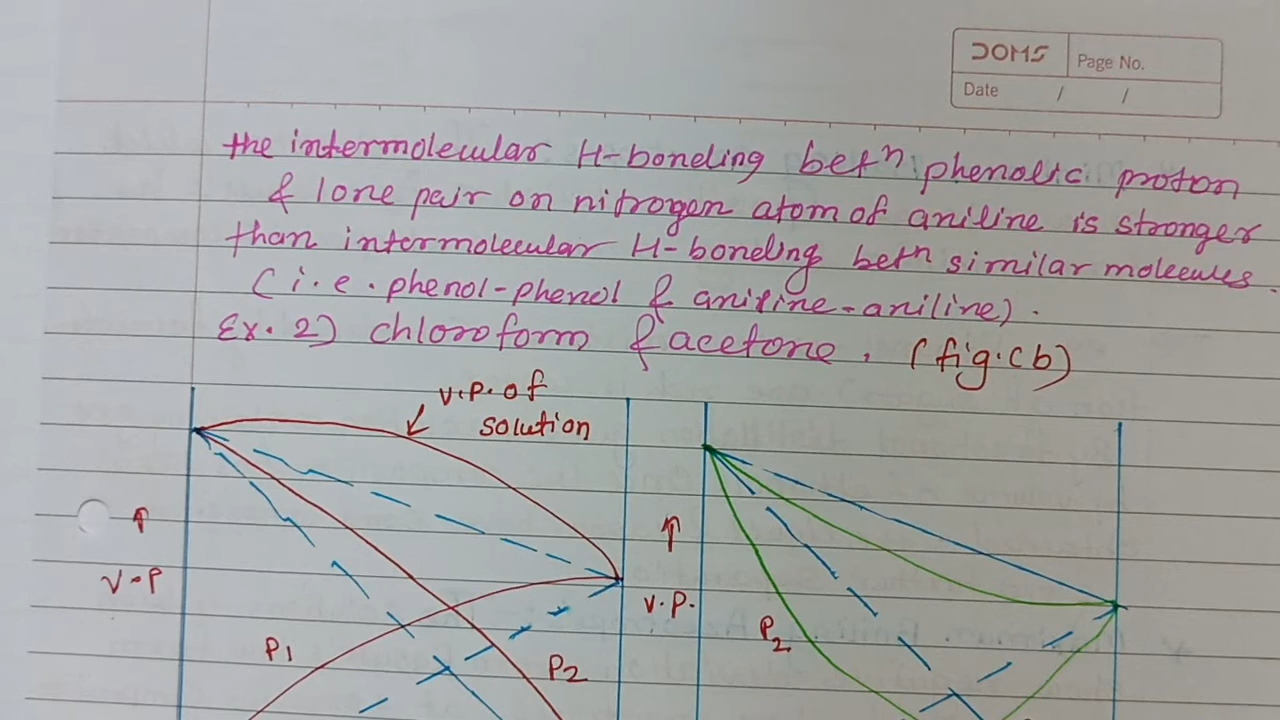 DOMS
Page No.
Date / /
the intermolecular H-bonding betn phenolic proton
& lone pair on nitrogen atom of aniline is stronger
than intermolecular H-bonding betn similar molecules.
(i.e. phenol-phenol & aniline-aniline).
Ex. 2) chloroform & acetone. (fig.(b)
v.p. of
solution
V.P
P1
P2
V.P.
P2